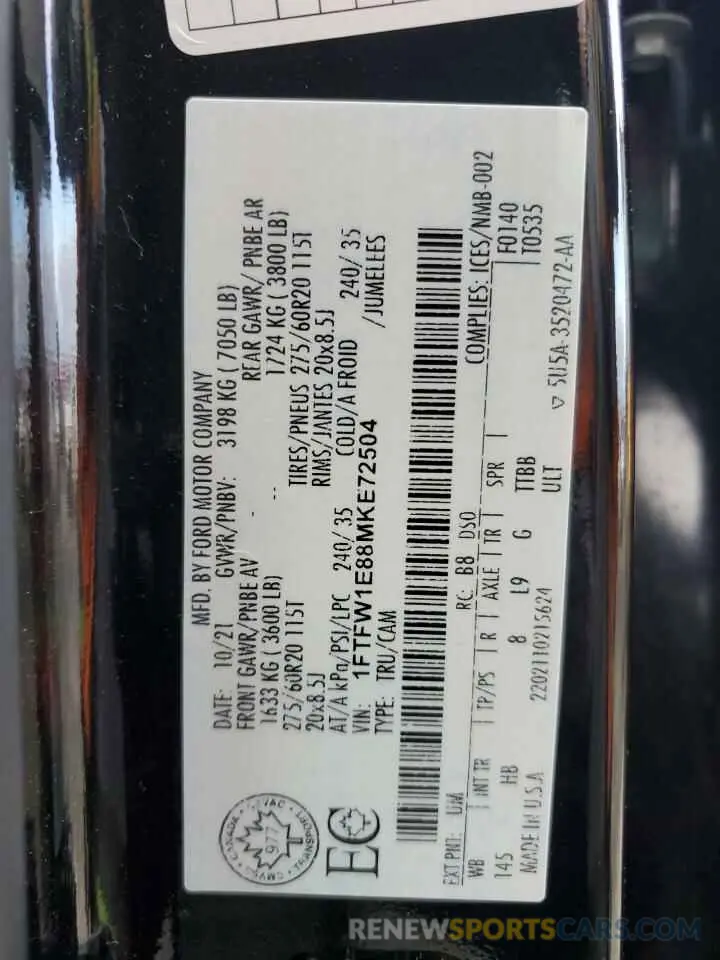 MFD. BY FORD MOTOR COMPANY
DATE: 10/21 GVWR/PNBV: 3198 KG ( 7050 LB)
FRONT GAWR/PNBE AV REAR GAWR/ PNBE AR
1633 KG ( 3600 LB) 1724 KG ( 3800 LB)
275/60R20 115T TIRES/PNEUS 275/60R20 115T
20x8.5J RIMS/JANTES 20x8.5J
AT/A kPa/PSI/LPC 240/ 35 COLD/A FROID 240/ 35
VIN: 1FTFW1E88MKE72504 /JUMELEES
TYPE: TRU/CAM
CANADA
977
TRANSPORT
EC
EXT PNT: UM RC: B8 DSO COMPLIES: ICES/NMB-002
WB INT TR TP/PS R AXLE TR SPR F0140
145 HB 8 L9 G TTBB T0535
MADE IN U.S.A 2202110215624 ULT ▽ 5U5A-3520472-AA
RENEWSPORTSCARS.COM